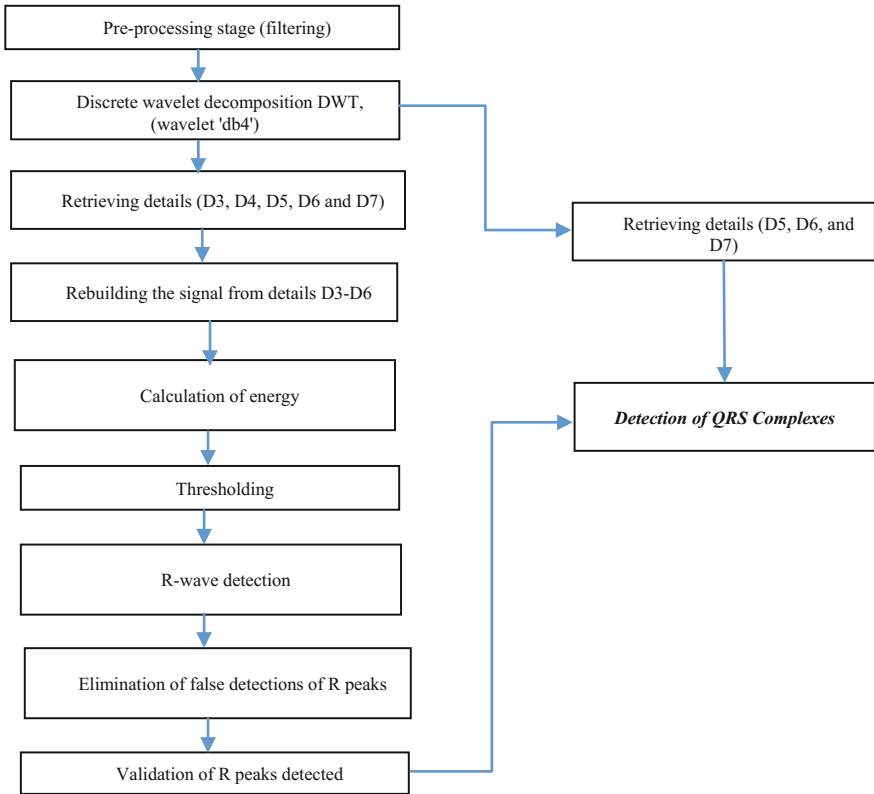 Pre-processing stage (filtering)
Discrete wavelet decomposition DWT,
(wavelet 'db4')
Retrieving details (D3, D4, D5, D6 and D7)
Rebuilding the signal from details D3-D6
Calculation of energy
Thresholding
R-wave detection
Elimination of false detections of R peaks
Validation of R peaks detected
Retrieving details (D5, D6, and
D7)
Detection of QRS Complexes